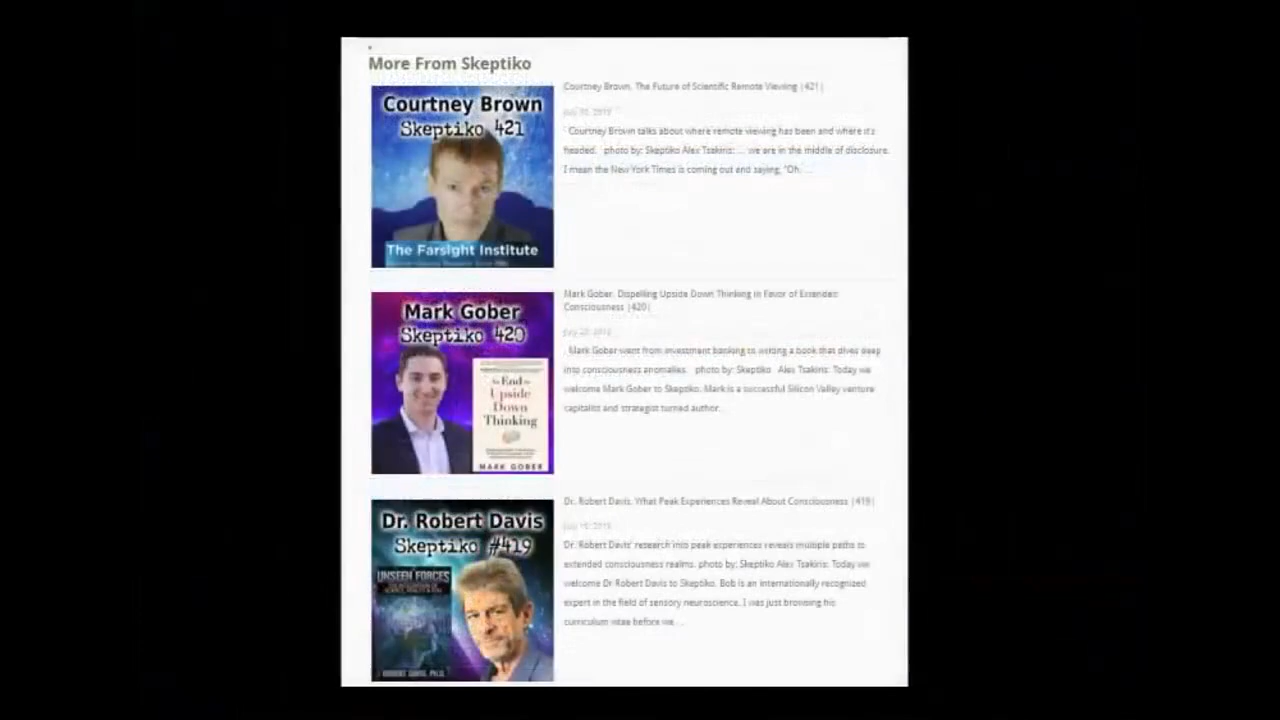 More From Skeptiko
Courtney Brown
Skeptiko 421
The Farsight Institute
Courtney Brown, The Future of Scientific Remote Viewing |421|
Courtney Brown talks about where remote viewing has been and where it's
headed. photo by: Skeptiko Alex Tsakiris: ... we are in the middle of disclosure.
I mean the New York Times is coming out and saying, "Oh, ...
Mark Gober
Skeptiko 420
An End to
Upside
Down
Thinking
MARK GOBER
Mark Gober, Dispelling Upside Down Thinking in Favor of Extended
Consciousness |420|
Mark Gober went from investment banking to writing a book that dives deep
into consciousness anomalies. photo by: Skeptiko Alex Tsakiris: Today we
welcome Mark Gober to Skeptiko. Mark is a successful Silicon Valley venture
capitalist and strategist turned author...
Dr. Robert Davis
Skeptiko #419
UNSEEN FORCES
ROBERT DAVIS, PH.D.
Dr. Robert Davis, What Peak Experiences Reveal About Consciousness |419|
Dr. Robert Davis' research into peak experiences reveals multiple paths to
extended consciousness realms. photo by: Skeptiko Alex Tsakiris: Today we
welcome Dr Robert Davis to Skeptiko. Bob is an internationally recognized
expert in the field of sensory neuroscience. I was just browsing his
curriculum vitae before we ...